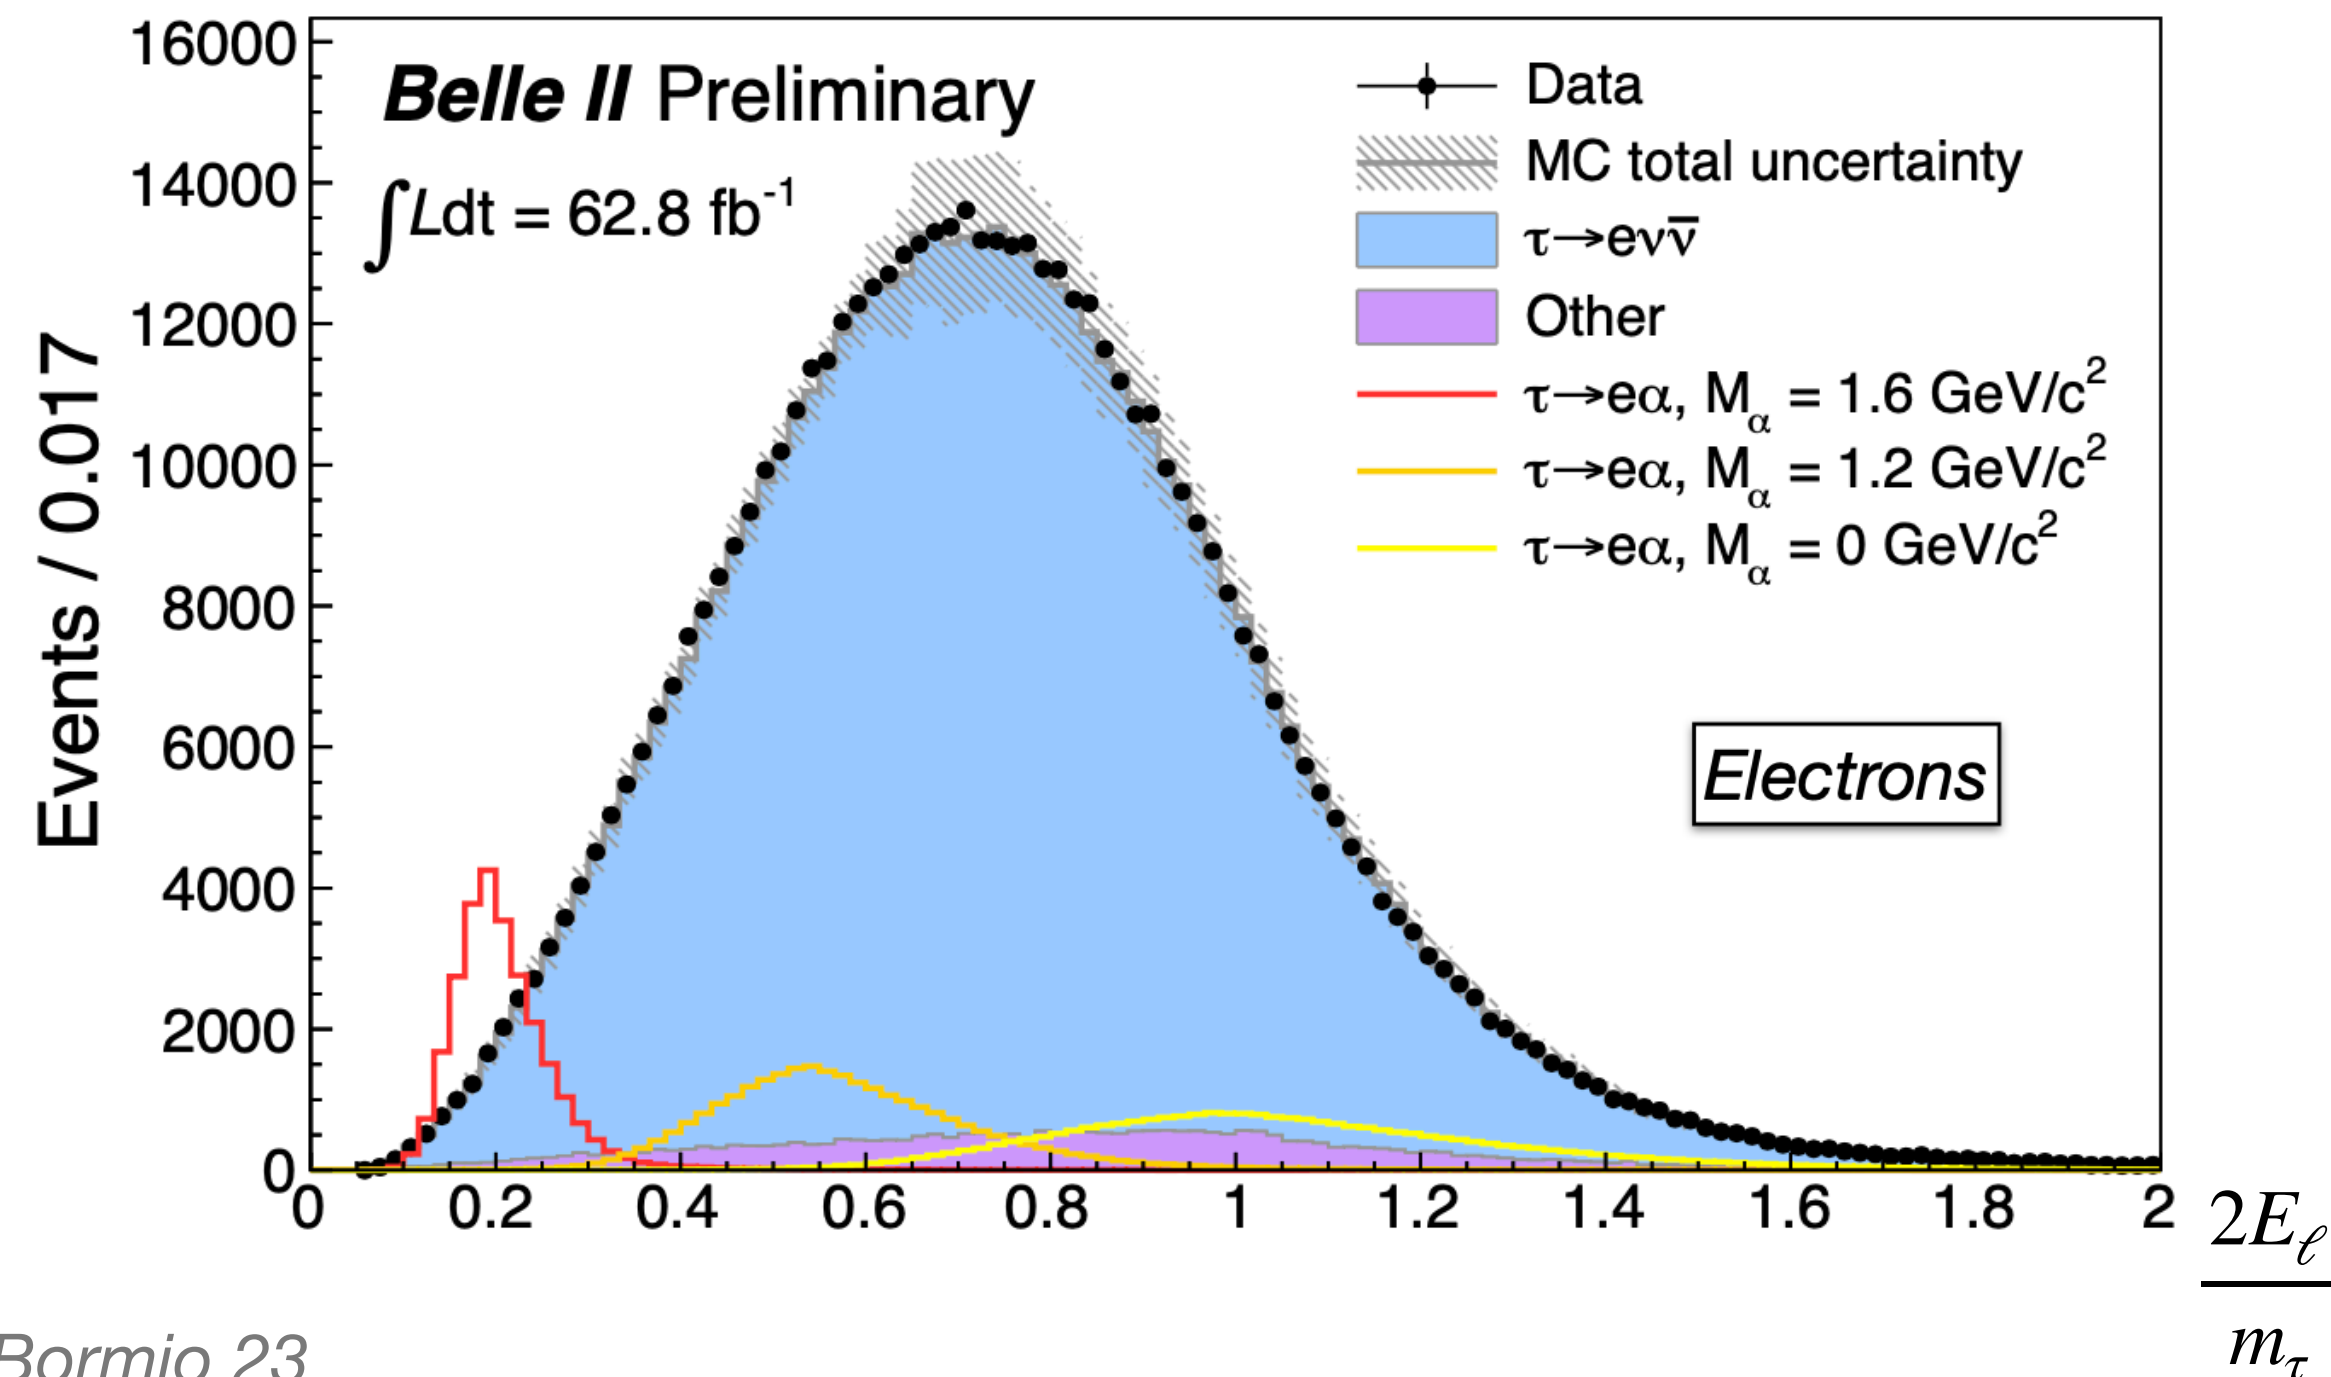 16000
14000
12000
10000
8000
6000
4000
2000
0
Events / 0.017
Belle II Preliminary
∫Ldt = 62.8 fb⁻¹
Data
MC total uncertainty
τ→eνν̅
Other
τ→eα, Mα = 1.6 GeV/c²
τ→eα, Mα = 1.2 GeV/c²
τ→eα, Mα = 0 GeV/c²
Electrons
0 0.2 0.4 0.6 0.8 1 1.2 1.4 1.6 1.8 2
2Eℓ
mτ
Bormio 23